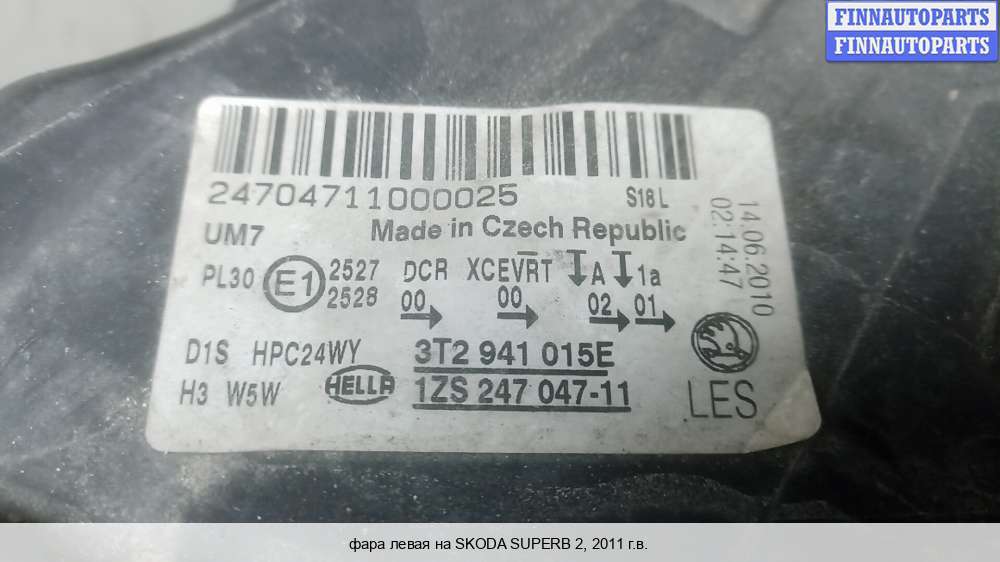 FINNAUTOPARTS
FINNAUTOPARTS
24704711000025 S18 L
UM7 Made in Czech Republic
14.06.2010
02:14:47
PL30 E1 2527 DCR XCEVRT A 1a
2528 00 00 02 01
D1S HPC24WY 3T2 941 015E
H3 W5W HELLA 1ZS 247 047-11 LES
фара левая на SKODA SUPERB 2, 2011 г.в.